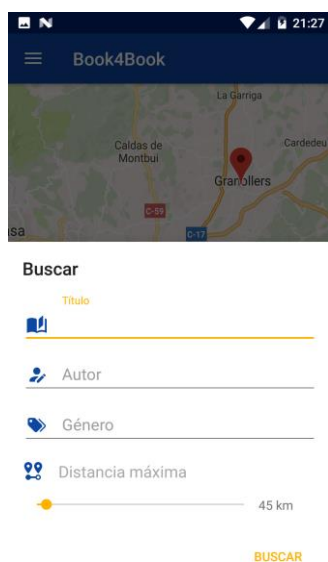 21:27
Book4Book
La Garriga
Caldas de
Montbui
Cardedeu
Granollers
C-59
C-17
sa
Buscar
Título
Autor
Género
Distancia máxima
45 km
BUSCAR